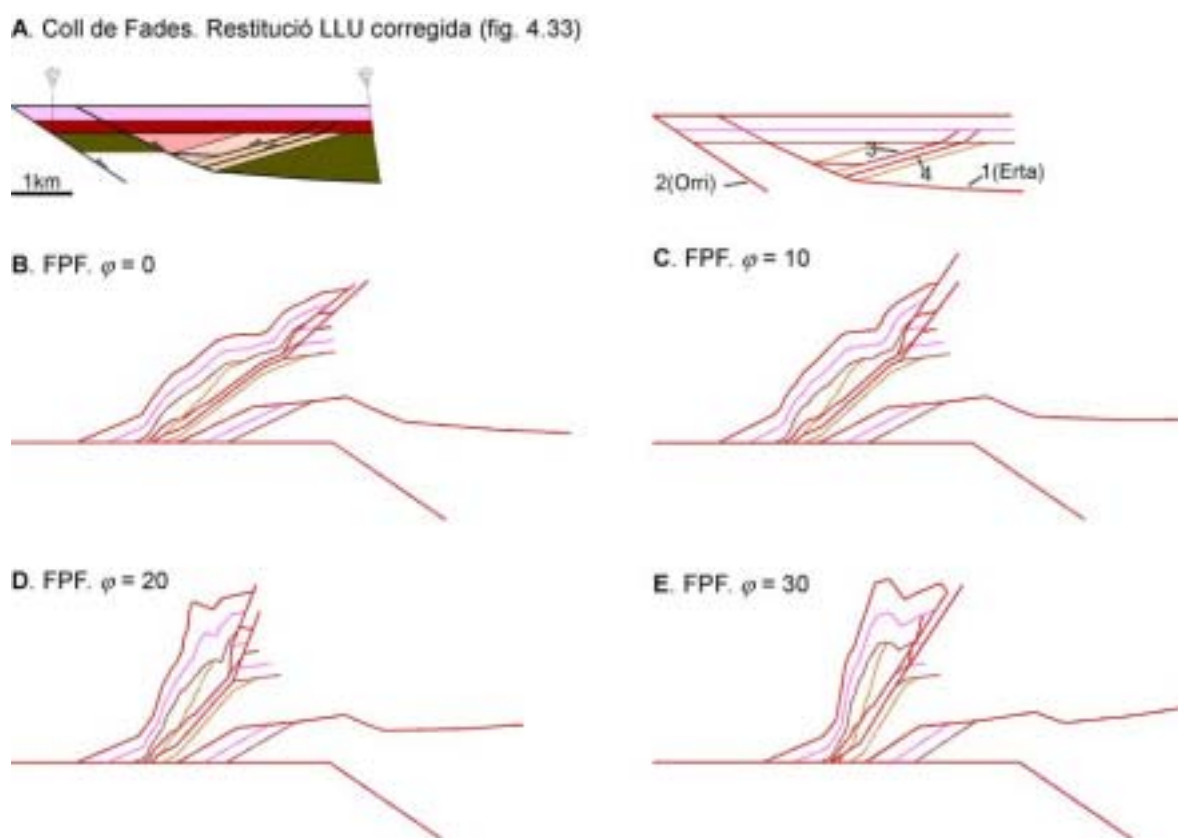 A. Coll de Fades. Restitució LLU corregida (fig. 4.33)
1km
3
4
2(Orri)
1(Erta)
B. FPF. φ = 0
C. FPF. φ = 10
D. FPF. φ = 20
E. FPF. φ = 30